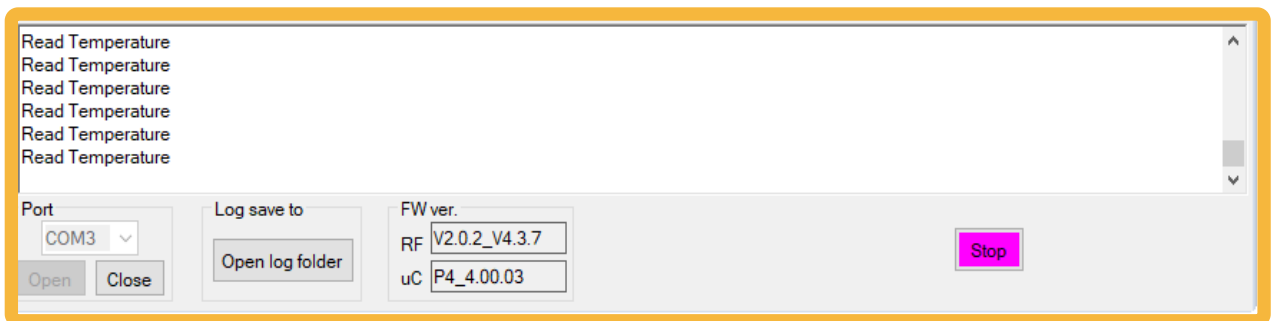 Read Temperature
Read Temperature
Read Temperature
Read Temperature
Read Temperature
Read Temperature
Port
COM3
Open
Close
Log save to
Open log folder
FW ver.
RF V2.0.2_V4.3.7
uC P4_4.00.03
Stop